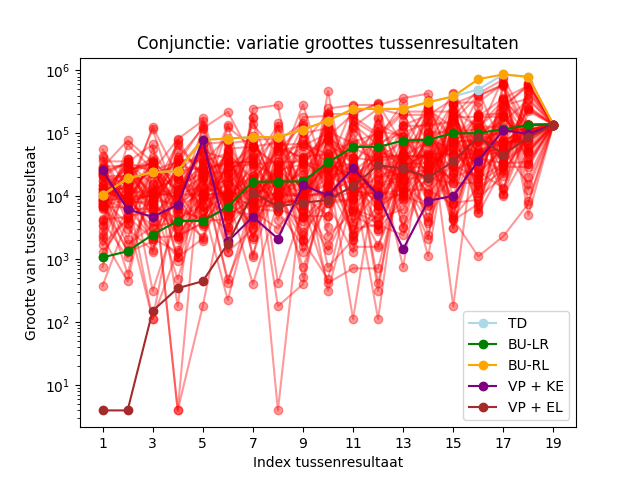 Conjunctie: variatie groottes tussenresultaten
Grootte van tussenresultaat
10^6
10^5
10^4
10^3
10^2
10^1
TD
BU-LR
BU-RL
VP + KE
VP + EL
1 3 5 7 9 11 13 15 17 19
Index tussenresultaat